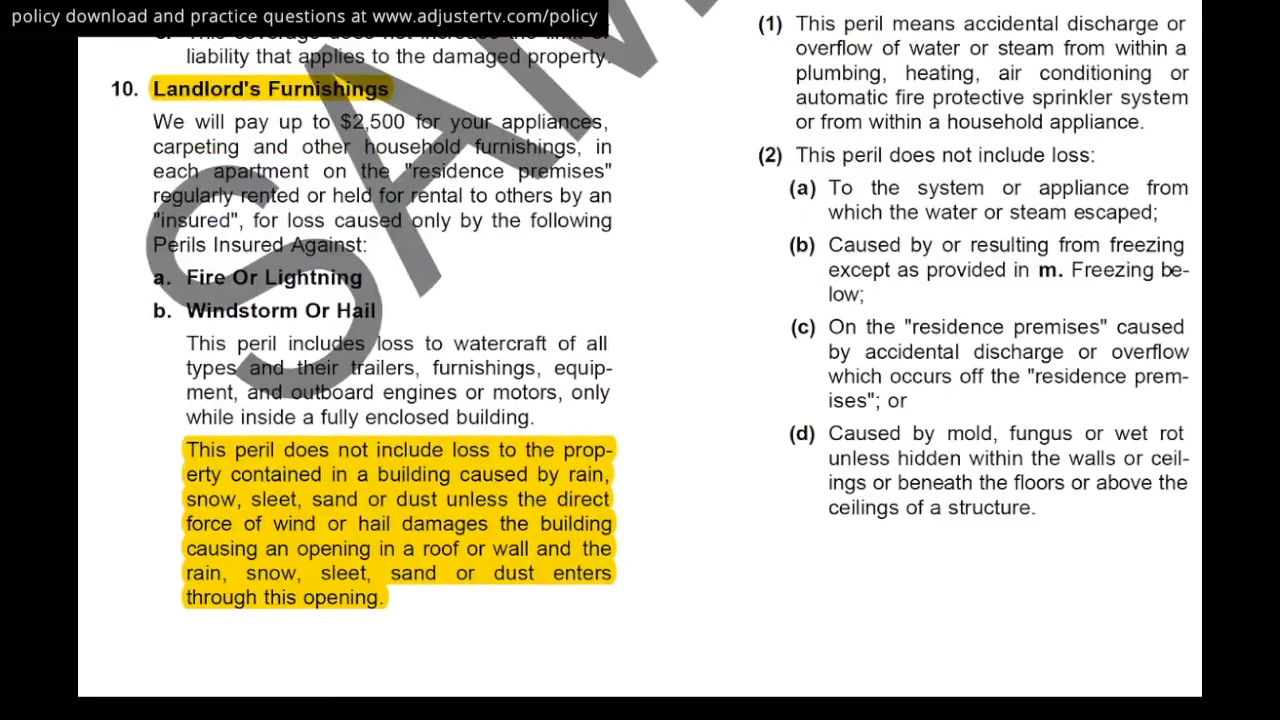 policy download and practice questions at www.adjustertv.com/policy
liability that applies to the damaged property.
10. Landlord's Furnishings
We will pay up to $2,500 for your appliances,
carpeting and other household furnishings, in
each apartment on the "residence premises"
regularly rented or held for rental to others by an
"insured", for loss caused only by the following
Perils Insured Against:
a. Fire Or Lightning
b. Windstorm Or Hail
This peril includes loss to watercraft of all
types and their trailers, furnishings, equip-
ment, and outboard engines or motors, only
while inside a fully enclosed building.
This peril does not include loss to the prop-
erty contained in a building caused by rain,
snow, sleet, sand or dust unless the direct
force of wind or hail damages the building
causing an opening in a roof or wall and the
rain, snow, sleet, sand or dust enters
through this opening.
(1) This peril means accidental discharge or
overflow of water or steam from within a
plumbing, heating, air conditioning or
automatic fire protective sprinkler system
or from within a household appliance.
(2) This peril does not include loss:
(a) To the system or appliance from
which the water or steam escaped;
(b) Caused by or resulting from freezing
except as provided in m. Freezing be-
low;
(c) On the "residence premises" caused
by accidental discharge or overflow
which occurs off the "residence prem-
ises"; or
(d) Caused by mold, fungus or wet rot
unless hidden within the walls or ceil-
ings or beneath the floors or above the
ceilings of a structure.